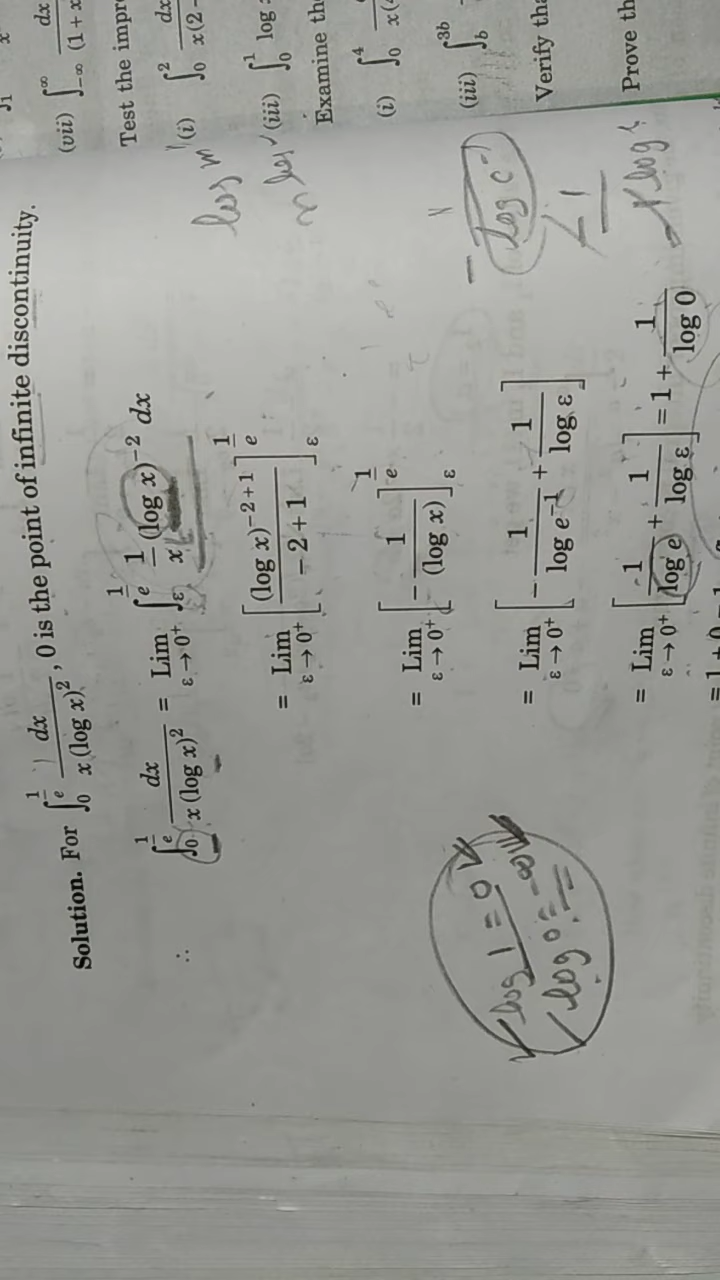 Solution. For ∫₀^{1/e} dx / x (log x)², 0 is the point of infinite discontinuity.
∴ ∫₀^{1/e} dx / x (log x)² = Lim_{ε → 0⁺} ∫_ε^{1/e} 1/x (log x)⁻² dx
= Lim_{ε → 0⁺} [ (log x)^{−2 + 1} / −2 + 1 ]_ε^{1/e}
= Lim_{ε → 0⁺} [ − 1 / (log x) ]_ε^{1/e}
= Lim_{ε → 0⁺} [ − 1 / log e⁻¹ + 1 / log ε ]
= Lim_{ε → 0⁺} [ 1 / log e + 1 / log ε ] = 1 + 1 / log 0
= 1 + 0 = 1
log 1 = 0
log 0 = −∞
− log e⁻¹
(vii) ∫_{−∞}^{∞} dx / (1 + x
Test the impr
(i) ∫₀² dx / x(2 −
(iii) ∫₀¹ log x
Examine the
(i) ∫₀⁴
(iii) ∫_b^{3b}
Verify tha
Prove th